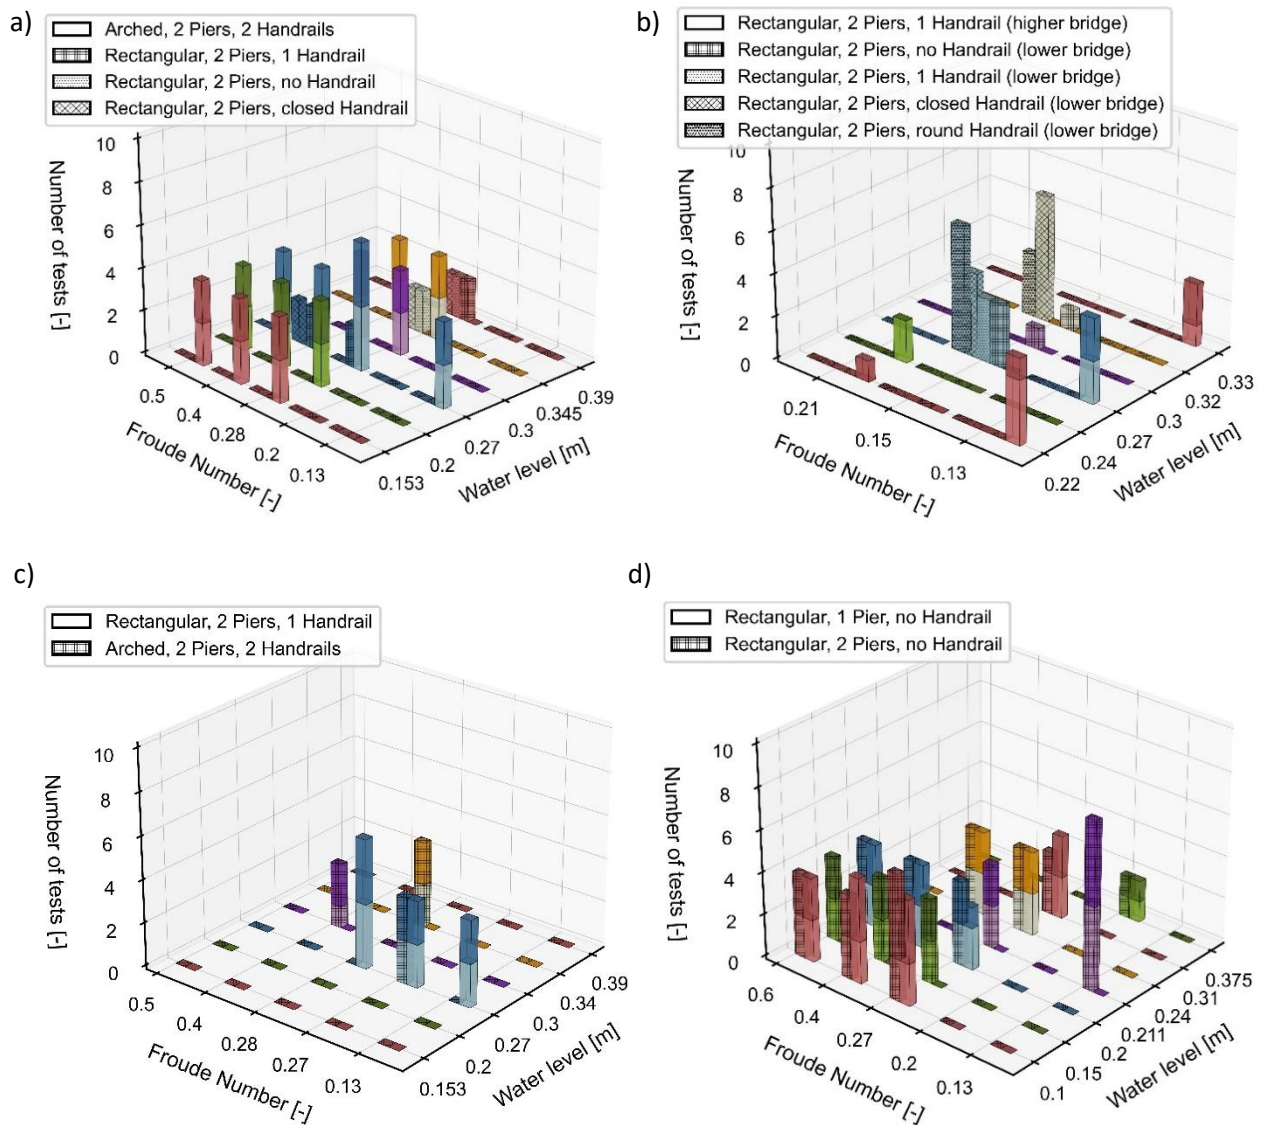 a)
Arched, 2 Piers, 2 Handrails
Rectangular, 2 Piers, 1 Handrail
Rectangular, 2 Piers, no Handrail
Rectangular, 2 Piers, closed Handrail
Number of tests [-]
10
8
6
4
2
0
0.5
0.4
0.28
0.2
0.13
Froude Number [-]
0.153
0.2
0.27
0.3
0.345
0.39
Water level [m]
b)
Rectangular, 2 Piers, 1 Handrail (higher bridge)
Rectangular, 2 Piers, no Handrail (lower bridge)
Rectangular, 2 Piers, 1 Handrail (lower bridge)
Rectangular, 2 Piers, closed Handrail (lower bridge)
Rectangular, 2 Piers, round Handrail (lower bridge)
Number of tests [-]
10
8
6
4
2
0
0.21
0.15
0.13
Froude Number [-]
0.22
0.24
0.27
0.3
0.32
0.33
Water level [m]
c)
Rectangular, 2 Piers, 1 Handrail
Arched, 2 Piers, 2 Handrails
Number of tests [-]
10
8
6
4
2
0
0.5
0.4
0.28
0.27
0.13
Froude Number [-]
0.153
0.2
0.27
0.3
0.34
0.39
Water level [m]
d)
Rectangular, 1 Pier, no Handrail
Rectangular, 2 Piers, no Handrail
Number of tests [-]
10
8
6
4
2
0
0.6
0.4
0.27
0.2
0.13
Froude Number [-]
0.1
0.15
0.2
0.211
0.24
0.31
0.375
Water level [m]